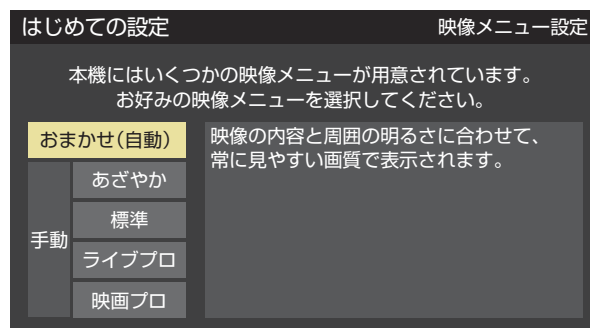 はじめての設定
映像メニュー設定
本機にはいくつかの映像メニューが用意されています。
お好みの映像メニューを選択してください。
おまかせ(自動)
手動
あざやか
標準
ライブプロ
映画プロ
映像の内容と周囲の明るさに合わせて、
常に見やすい画質で表示されます。